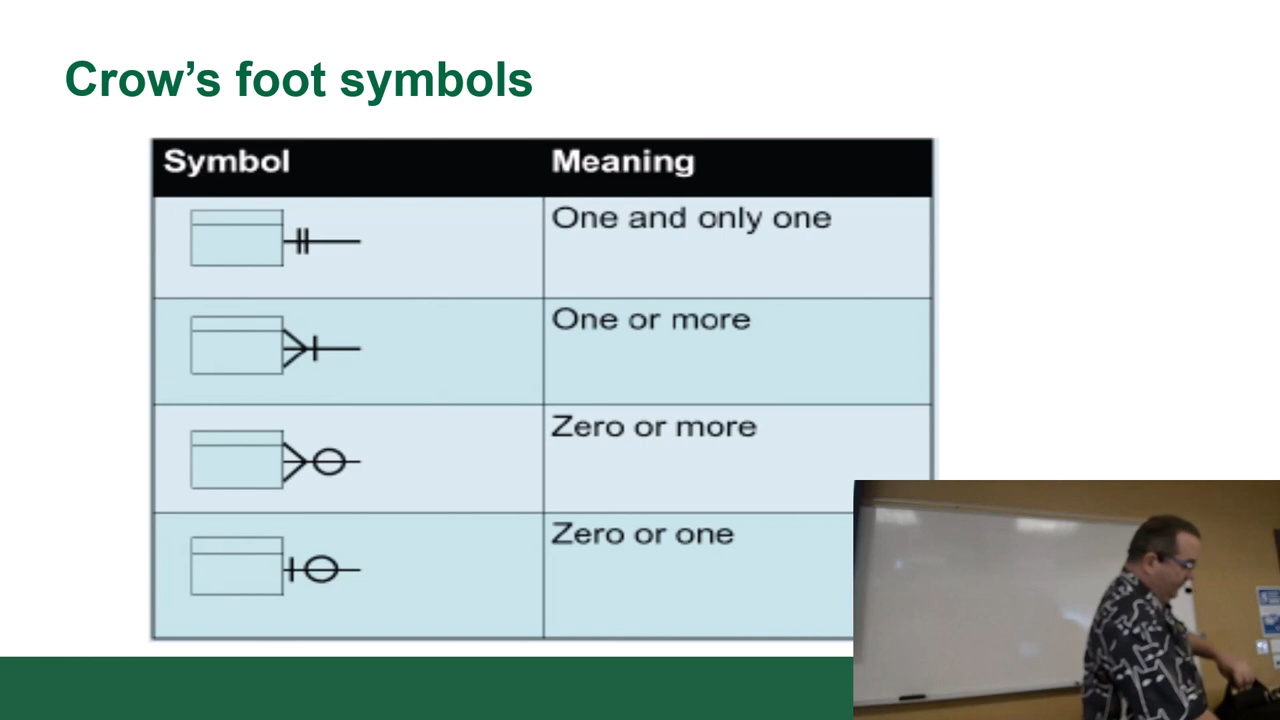 Crow’s foot symbols
Symbol Meaning
One and only one
One or more
Zero or more
Zero or one